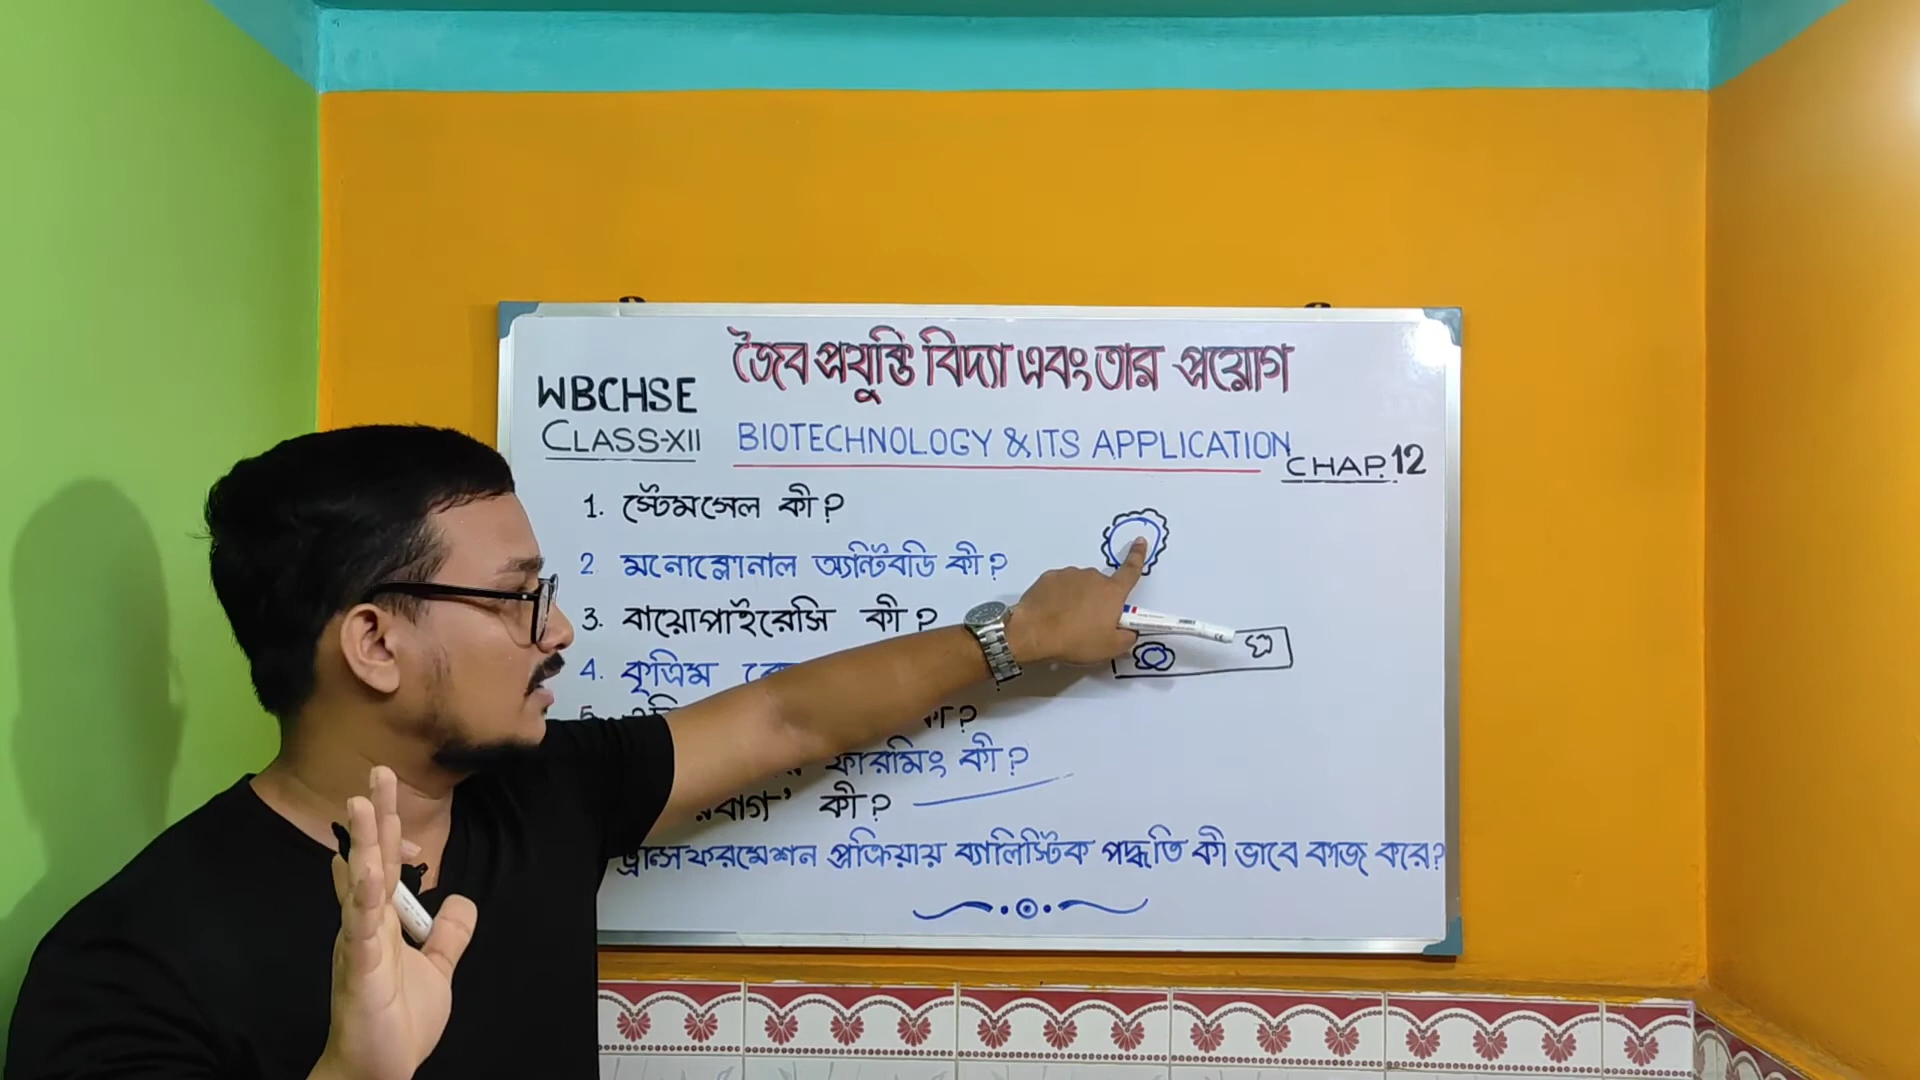 জৈব প্রযুক্তি বিদ্যা এবং তার প্রয়োগ
WBCHSE
CLASS-XII
BIOTECHNOLOGY & ITS APPLICATION
CHAP. 12
1. স্টেমসেল কী?
2. মনোক্লোনাল অ্যান্টিবডি কী?
3. বায়োপাইরেসি কী?
4. কৃত্রিম
5.
ফারমিং কী?
কী?
ট্রান্সফরমেশন প্রক্রিয়ায় ব্যালিস্টিক পদ্ধতি কী ভাবে কাজ করে?